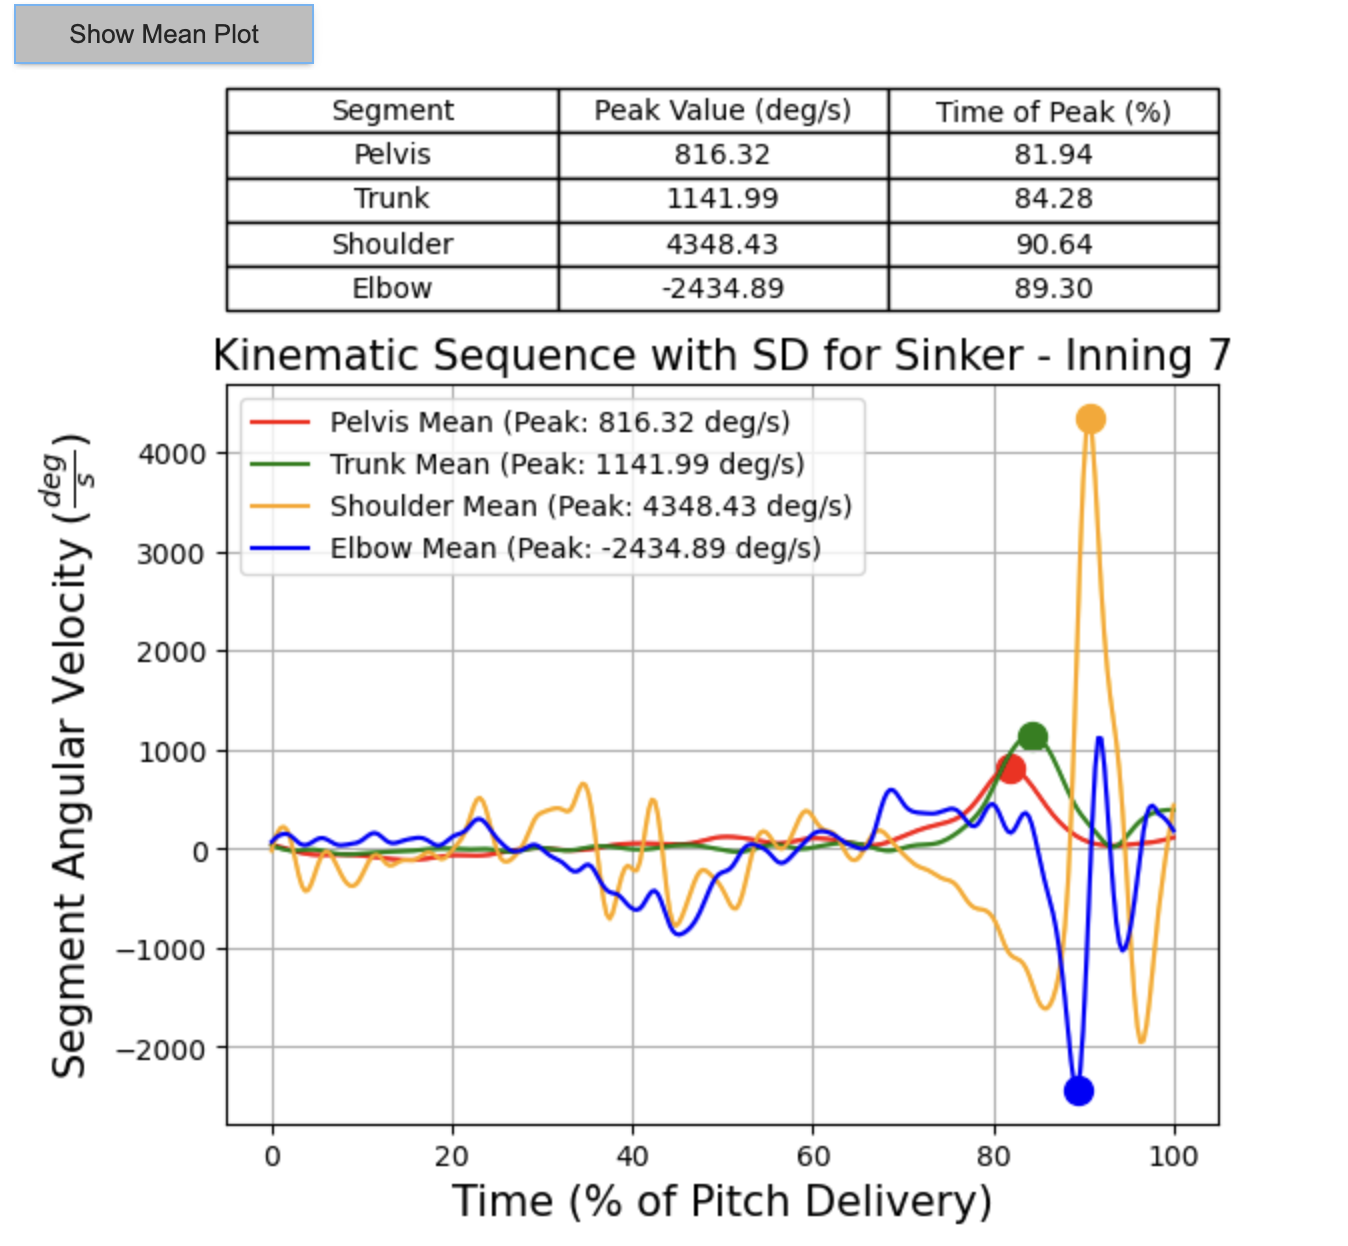 Show Mean Plot
Segment Peak Value (deg/s) Time of Peak (%)
Pelvis 816.32 81.94
Trunk 1141.99 84.28
Shoulder 4348.43 90.64
Elbow -2434.89 89.30
Kinematic Sequence with SD for Sinker - Inning 7
Pelvis Mean (Peak: 816.32 deg/s)
Trunk Mean (Peak: 1141.99 deg/s)
Shoulder Mean (Peak: 4348.43 deg/s)
Elbow Mean (Peak: -2434.89 deg/s)
Segment Angular Velocity (deg/s)
4000
3000
2000
1000
0
−1000
−2000
0 20 40 60 80 100
Time (% of Pitch Delivery)